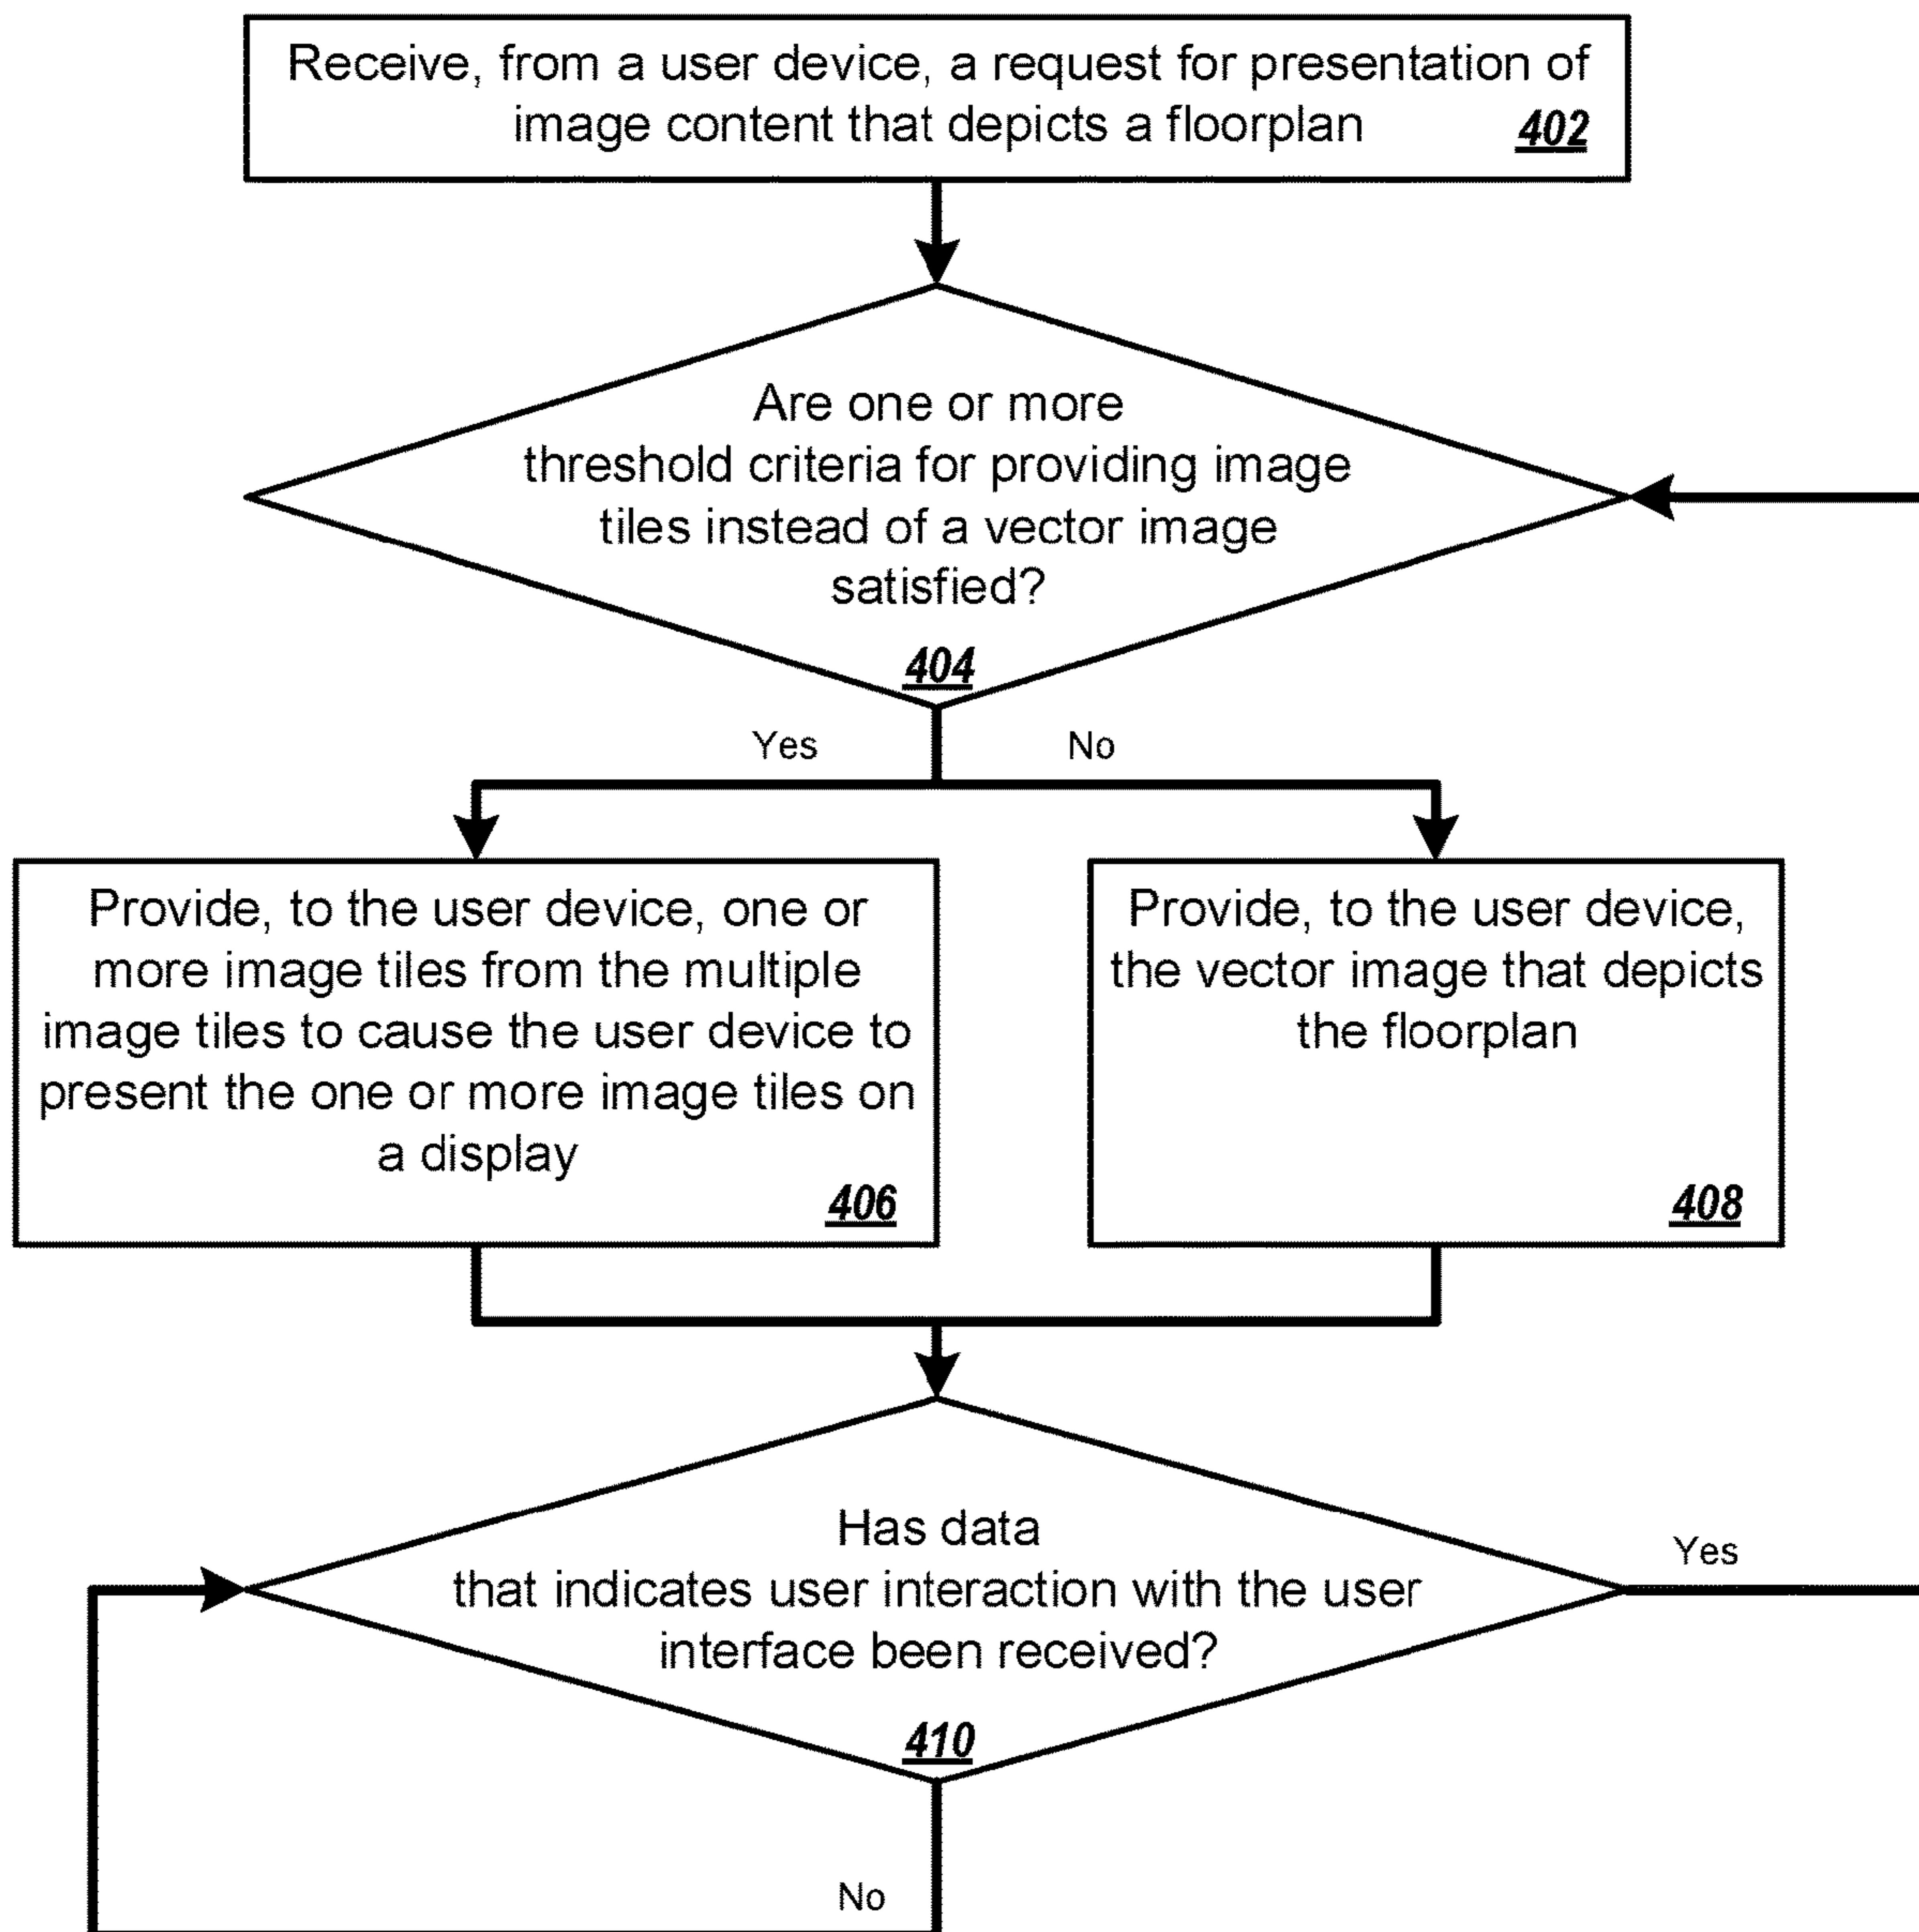 Receive, from a user device, a request for presentation of
image content that depicts a floorplan 402
Are one or more
threshold criteria for providing image
tiles instead of a vector image
satisfied?
404
Yes No
Provide, to the user device, one or
more image tiles from the multiple
image tiles to cause the user device to
present the one or more image tiles on
a display
406
Provide, to the user device,
the vector image that depicts
the floorplan
408
Has data
that indicates user interaction with the user
interface been received?
410
Yes
No